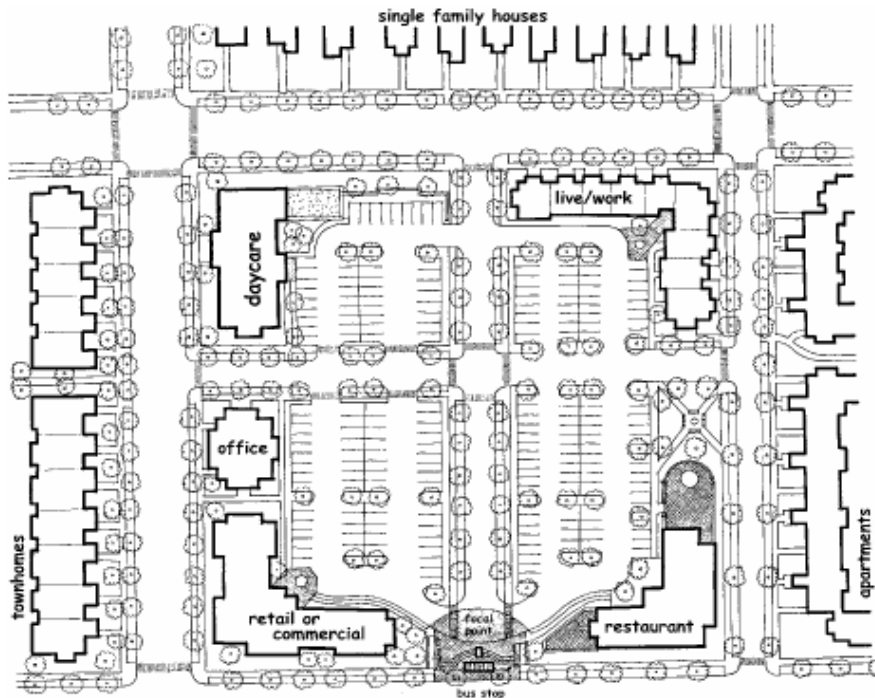 single family houses
live/work
daycare
office
townhomes
apartments
retail or
commercial
focal
point
restaurant
bus stop